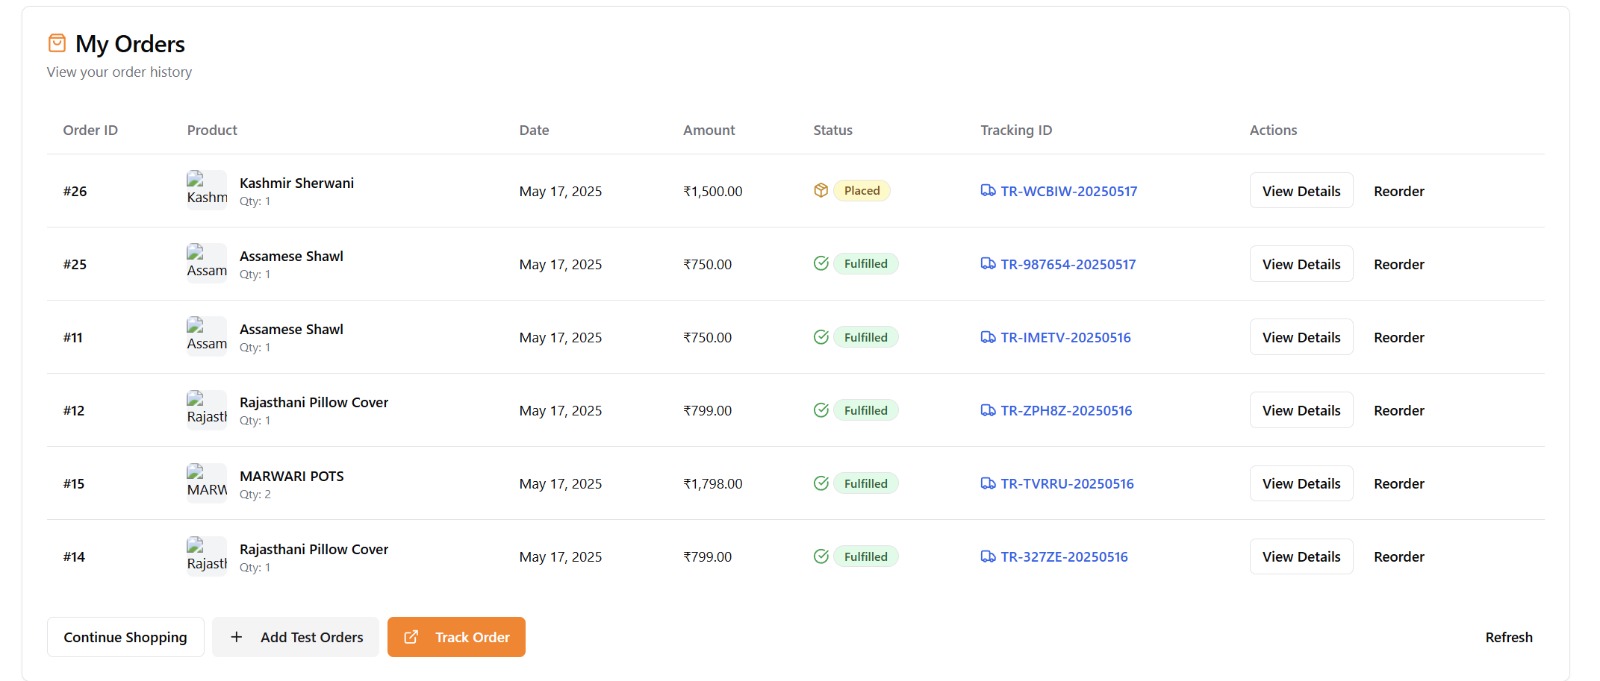 My Orders
View your order history
Order ID Product Date Amount Status Tracking ID Actions
#26 Kashm Kashmir Sherwani Qty: 1 May 17, 2025 ₹1,500.00 Placed TR-WCBIW-20250517 View Details Reorder
#25 Assam Assamese Shawl Qty: 1 May 17, 2025 ₹750.00 Fulfilled TR-987654-20250517 View Details Reorder
#11 Assam Assamese Shawl Qty: 1 May 17, 2025 ₹750.00 Fulfilled TR-IMETV-20250516 View Details Reorder
#12 Rajast Rajasthani Pillow Cover Qty: 1 May 17, 2025 ₹799.00 Fulfilled TR-ZPH8Z-20250516 View Details Reorder
#15 MARW MARWARI POTS Qty: 2 May 17, 2025 ₹1,798.00 Fulfilled TR-TVRRU-20250516 View Details Reorder
#14 Rajast Rajasthani Pillow Cover Qty: 1 May 17, 2025 ₹799.00 Fulfilled TR-327ZE-20250516 View Details Reorder
Continue Shopping + Add Test Orders Track Order Refresh